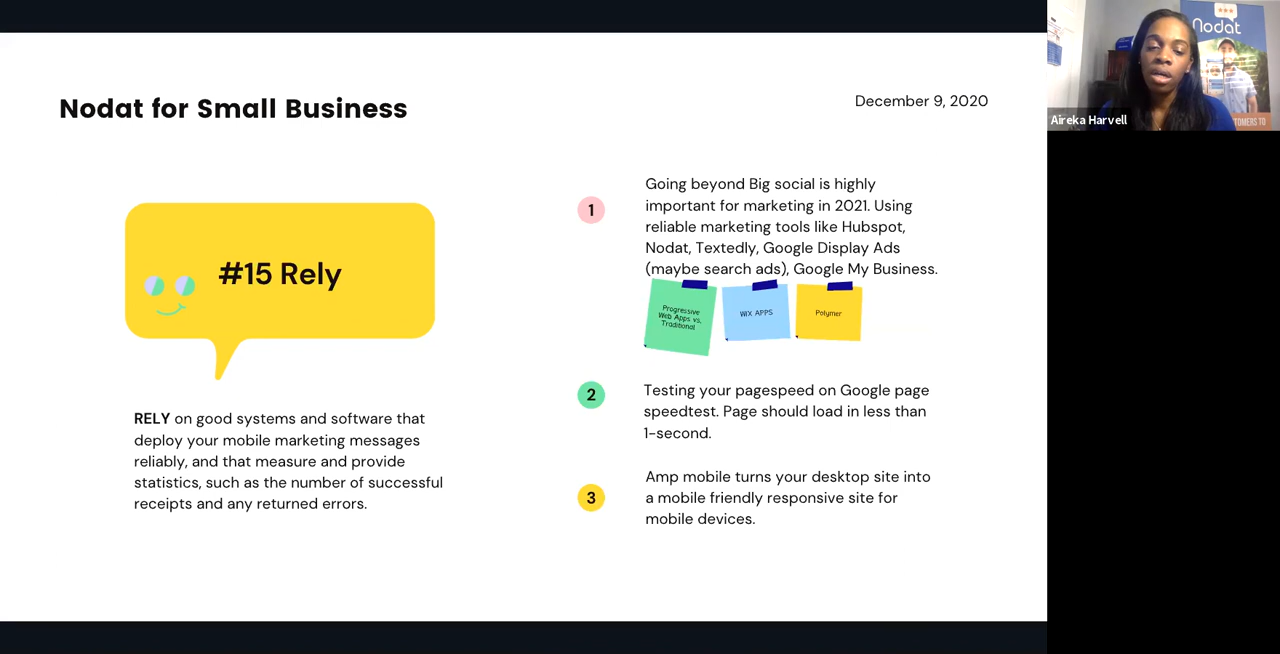 Nodat for Small Business
December 9, 2020
#15 Rely
RELY on good systems and software that
deploy your mobile marketing messages
reliably, and that measure and provide
statistics, such as the number of successful
receipts and any returned errors.
1
Going beyond Big social is highly
important for marketing in 2021. Using
reliable marketing tools like Hubspot,
Nodat, Textedly, Google Display Ads
(maybe search ads), Google My Business.
Progressive
Web Apps vs.
Traditional
WIX APPS
Polymer
2
Testing your pagespeed on Google page
speedtest. Page should load in less than
1-second.
3
Amp mobile turns your desktop site into
a mobile friendly responsive site for
mobile devices.
Nodat
Aireka Harvell
TOMERS TO